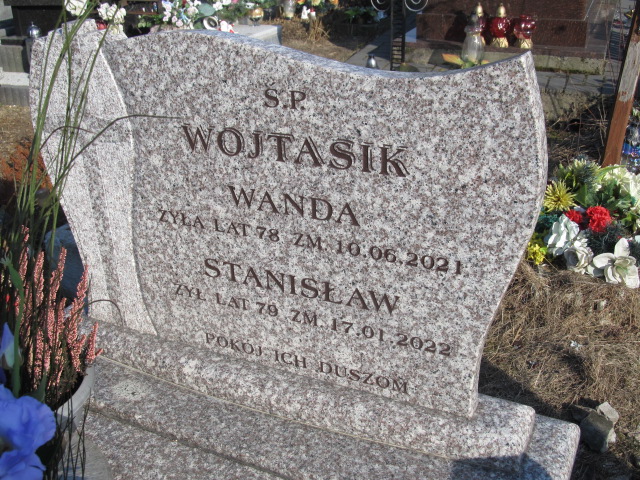 Ś.P.
WOJTASIK
WANDA
ŻYŁA LAT 78 ZM. 10.06.2021
STANISŁAW
ŻYŁ LAT 79 ZM. 17.01.2022
POKÓJ ICH DUSZOM